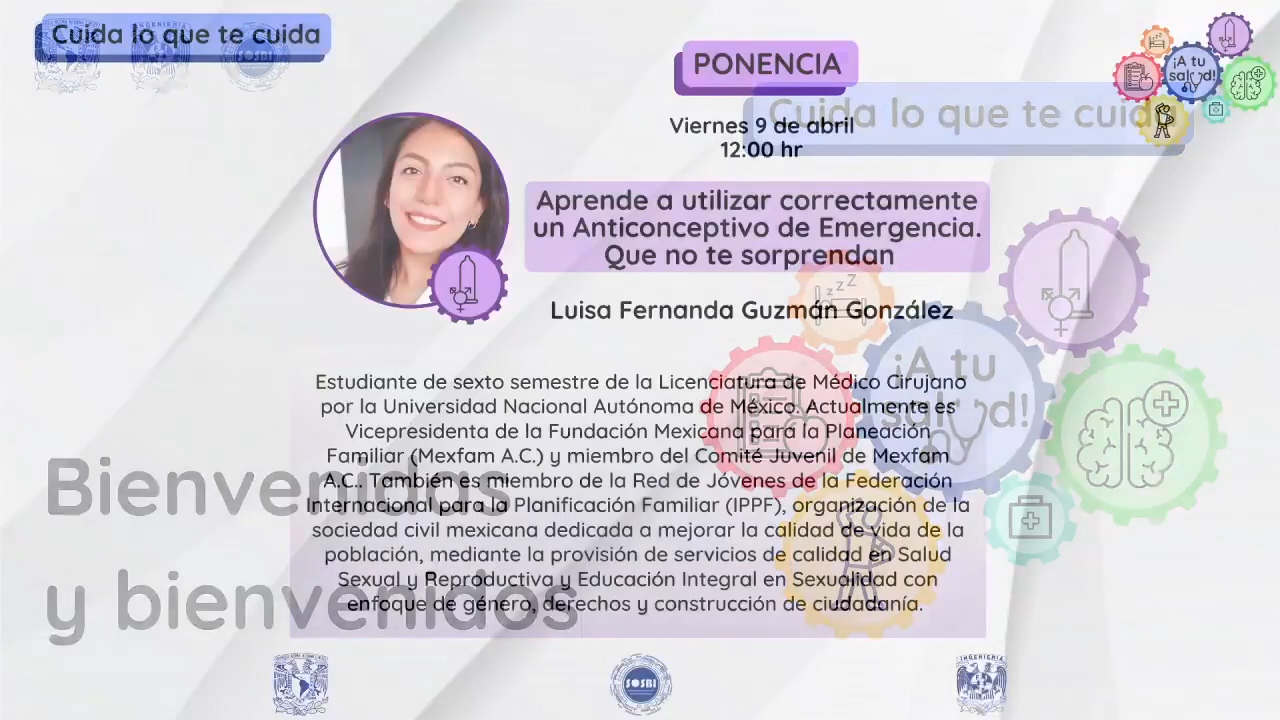 Cuida lo que te cuida
INGENIERIA
SOSBI
PONENCIA
¡A tu
salud!
Cuida lo que te cuida
Viernes 9 de abril
12:00 hr
Aprende a utilizar correctamente
un Anticonceptivo de Emergencia.
Que no te sorprendan
Luisa Fernanda Guzmán González
z z z
¡A tu
salud!
Estudiante de sexto semestre de la Licenciatura de Médico Cirujano
por la Universidad Nacional Autónoma de México. Actualmente es
Vicepresidenta de la Fundación Mexicana para la Planeación
Familiar (Mexfam A.C.) y miembro del Comité Juvenil de Mexfam
A.C.. También es miembro de la Red de Jóvenes de la Federación
Internacional para la Planificación Familiar (IPPF), organización de la
sociedad civil mexicana dedicada a mejorar la calidad de vida de la
población, mediante la provisión de servicios de calidad en Salud
Sexual y Reproductiva y Educación Integral en Sexualidad con
enfoque de género, derechos y construcción de ciudadanía.
Bienvenidas
y bienvenidos
SOSBI
INGENIERIA